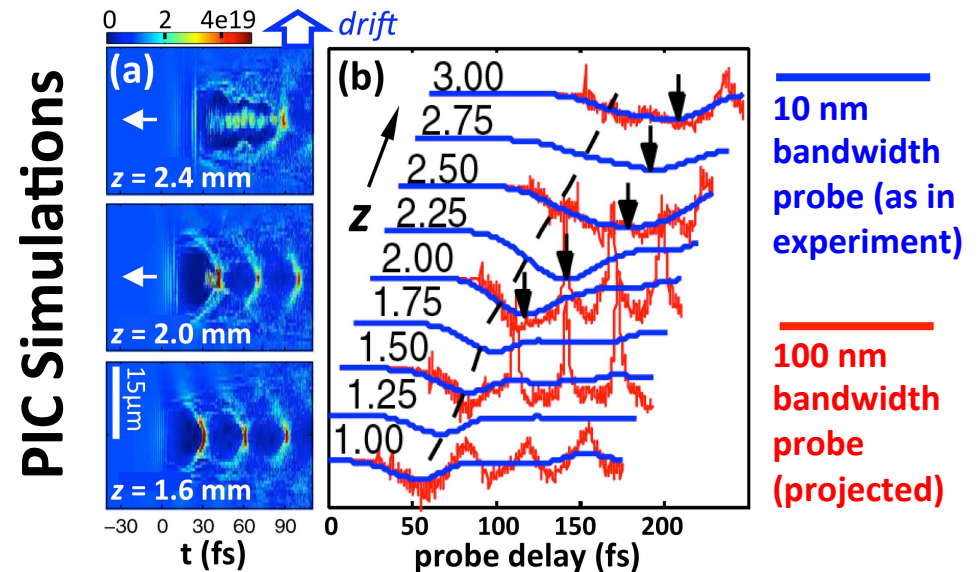 PIC Simulations
0 2 4e19
drift
(a)
z = 2.4 mm
z = 2.0 mm
15μm
z = 1.6 mm
−30 0 30 60 90
t (fs)
(b)
3.00
2.75
2.50
z
2.25
2.00
1.75
1.50
1.25
1.00
0 50 100 150 200
probe delay (fs)
10 nm
bandwidth
probe (as in
experiment)
100 nm
bandwidth
probe
(projected)